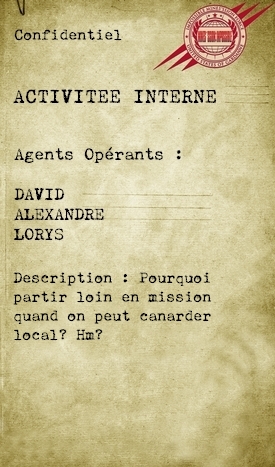 Confidentiel
ACTIVITEE INTERNE
Agents Opérants :
DAVID
ALEXANDRE
LORYS
Description : Pourquoi
partir loin en mission
quand on peut canarder
local? Hm?